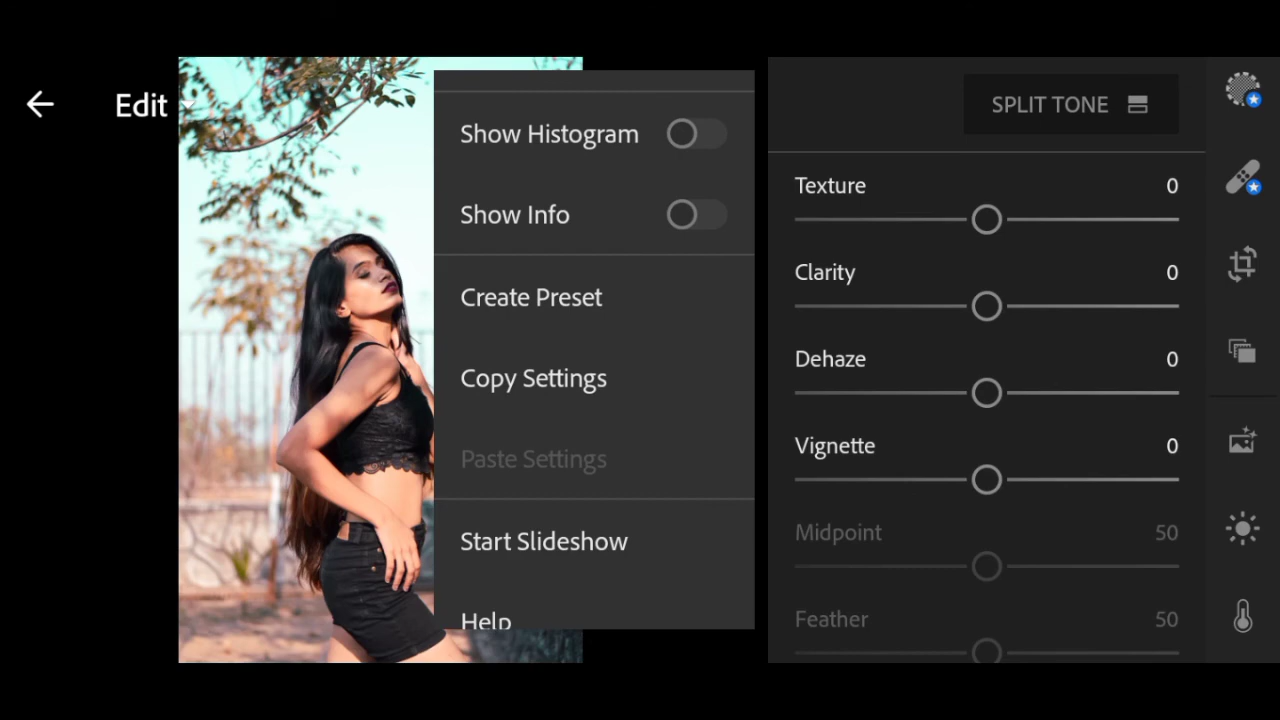 Edit
Show Histogram
Show Info
Create Preset
Copy Settings
Paste Settings
Start Slideshow
Help
SPLIT TONE
Texture 0
Clarity 0
Dehaze 0
Vignette 0
Midpoint 50
Feather 50